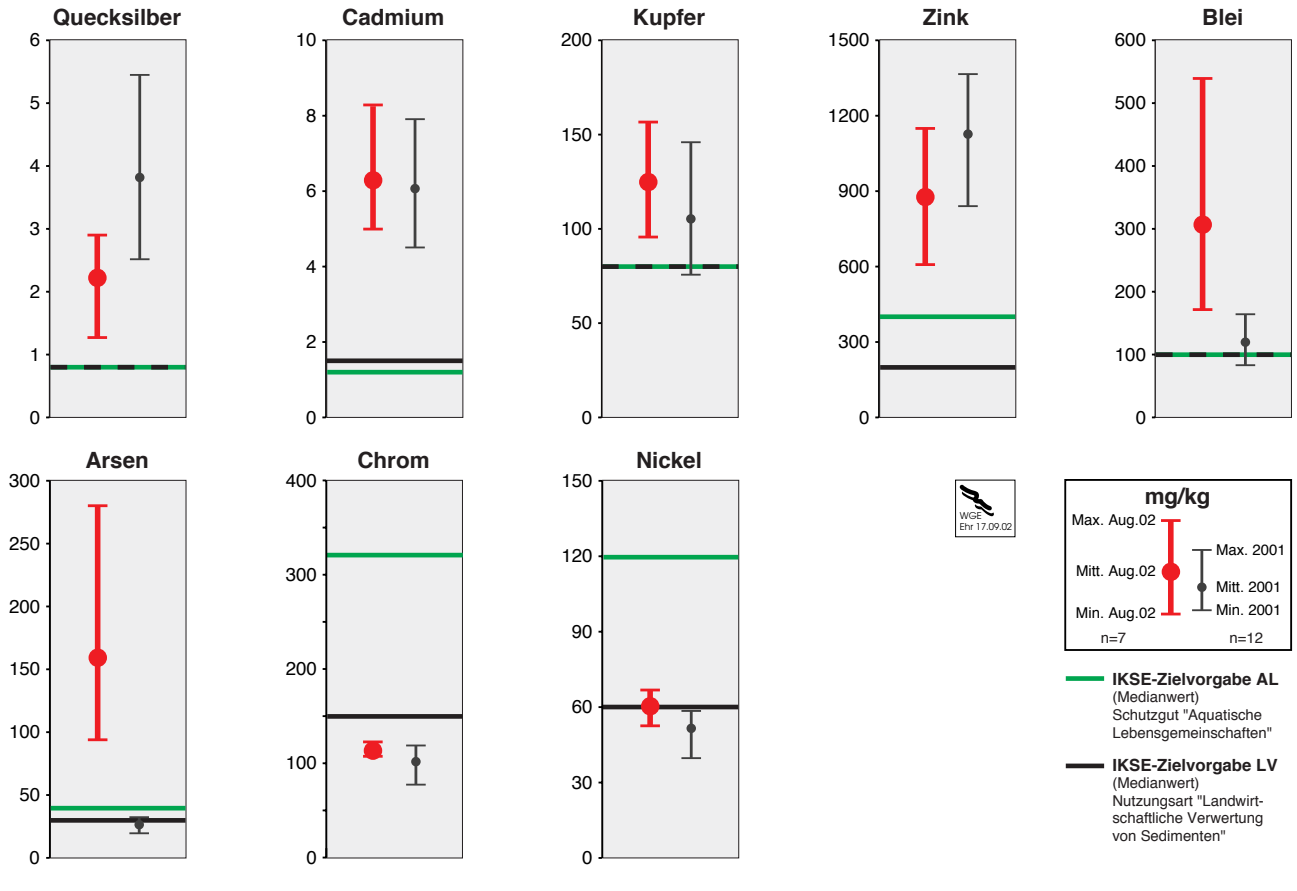 Quecksilber
6
5
4
3
2
1
0
Cadmium
10
8
6
4
2
0
Kupfer
200
150
100
50
0
Zink
1500
1200
900
600
300
0
Blei
600
500
400
300
200
100
0
Arsen
300
250
200
150
100
50
0
Chrom
400
300
200
100
0
Nickel
150
120
90
60
30
0
WGE
Ehr 17.09.02
mg/kg
Max. Aug.02
Max. 2001
Mitt. Aug.02
Mitt. 2001
Min. Aug.02
Min. 2001
n=7 n=12
IKSE-Zielvorgabe AL
(Medianwert)
Schutzgut "Aquatische
Lebensgemeinschaften"
IKSE-Zielvorgabe LV
(Medianwert)
Nutzungsart "Landwirt-
schaftliche Verwertung
von Sedimenten"